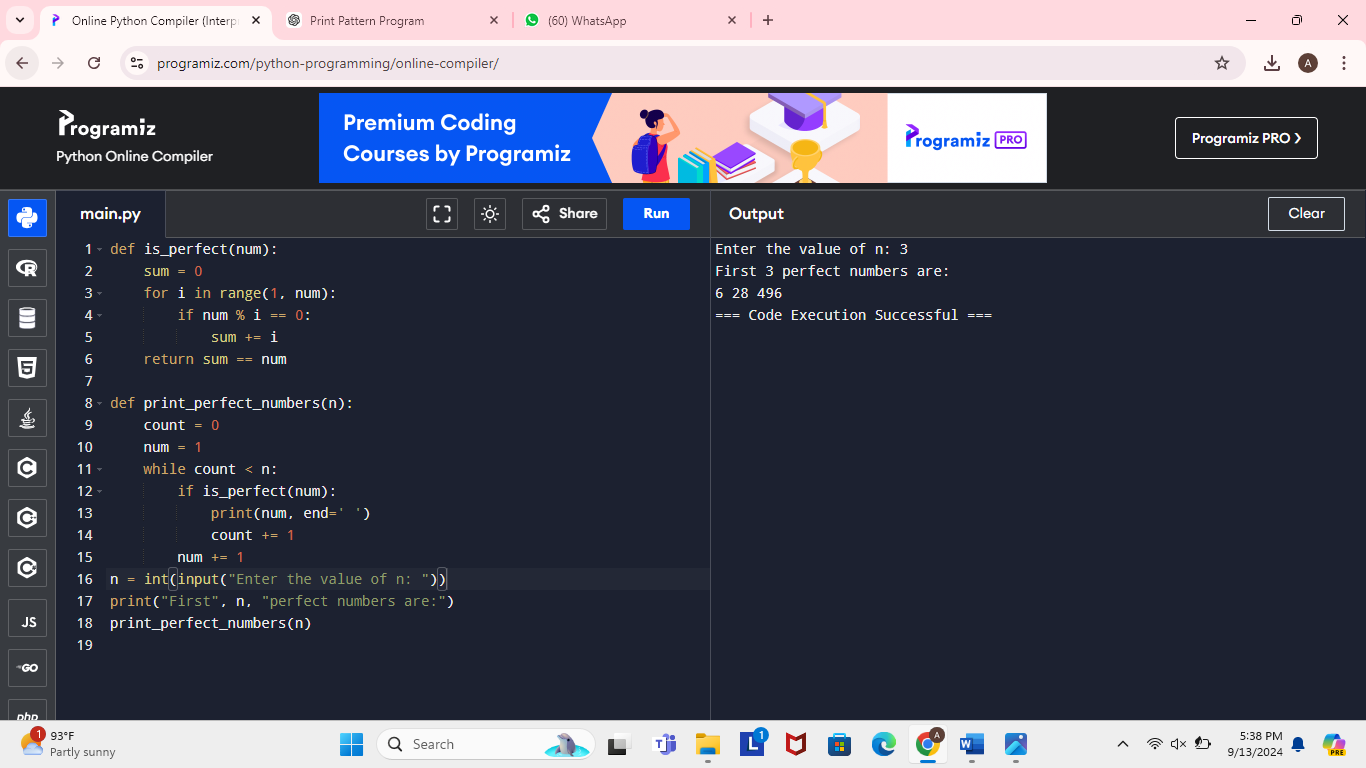 Online Python Compiler (Interp
Print Pattern Program
(60) WhatsApp
programiz.com/python-programming/online-compiler/
A
Programiz
Python Online Compiler
Premium Coding
Courses by Programiz
Programiz PRO
Programiz PRO ❯
main.py
Share
Run
Output
Clear
1 def is_perfect(num):
2     sum = 0
3     for i in range(1, num):
4         if num % i == 0:
5             sum += i
6     return sum == num
7
8 def print_perfect_numbers(n):
9     count = 0
10     num = 1
11     while count < n:
12         if is_perfect(num):
13             print(num, end=' ')
14             count += 1
15         num += 1
16 n = int(input("Enter the value of n: "))
17 print("First", n, "perfect numbers are:")
18 print_perfect_numbers(n)
19
Enter the value of n: 3
First 3 perfect numbers are:
6 28 496
=== Code Execution Successful ===
R
5
C
C
C
JS
GO
php
1
93°F
Partly sunny
Search
L
1
A
W
PRE
5:38 PM
9/13/2024